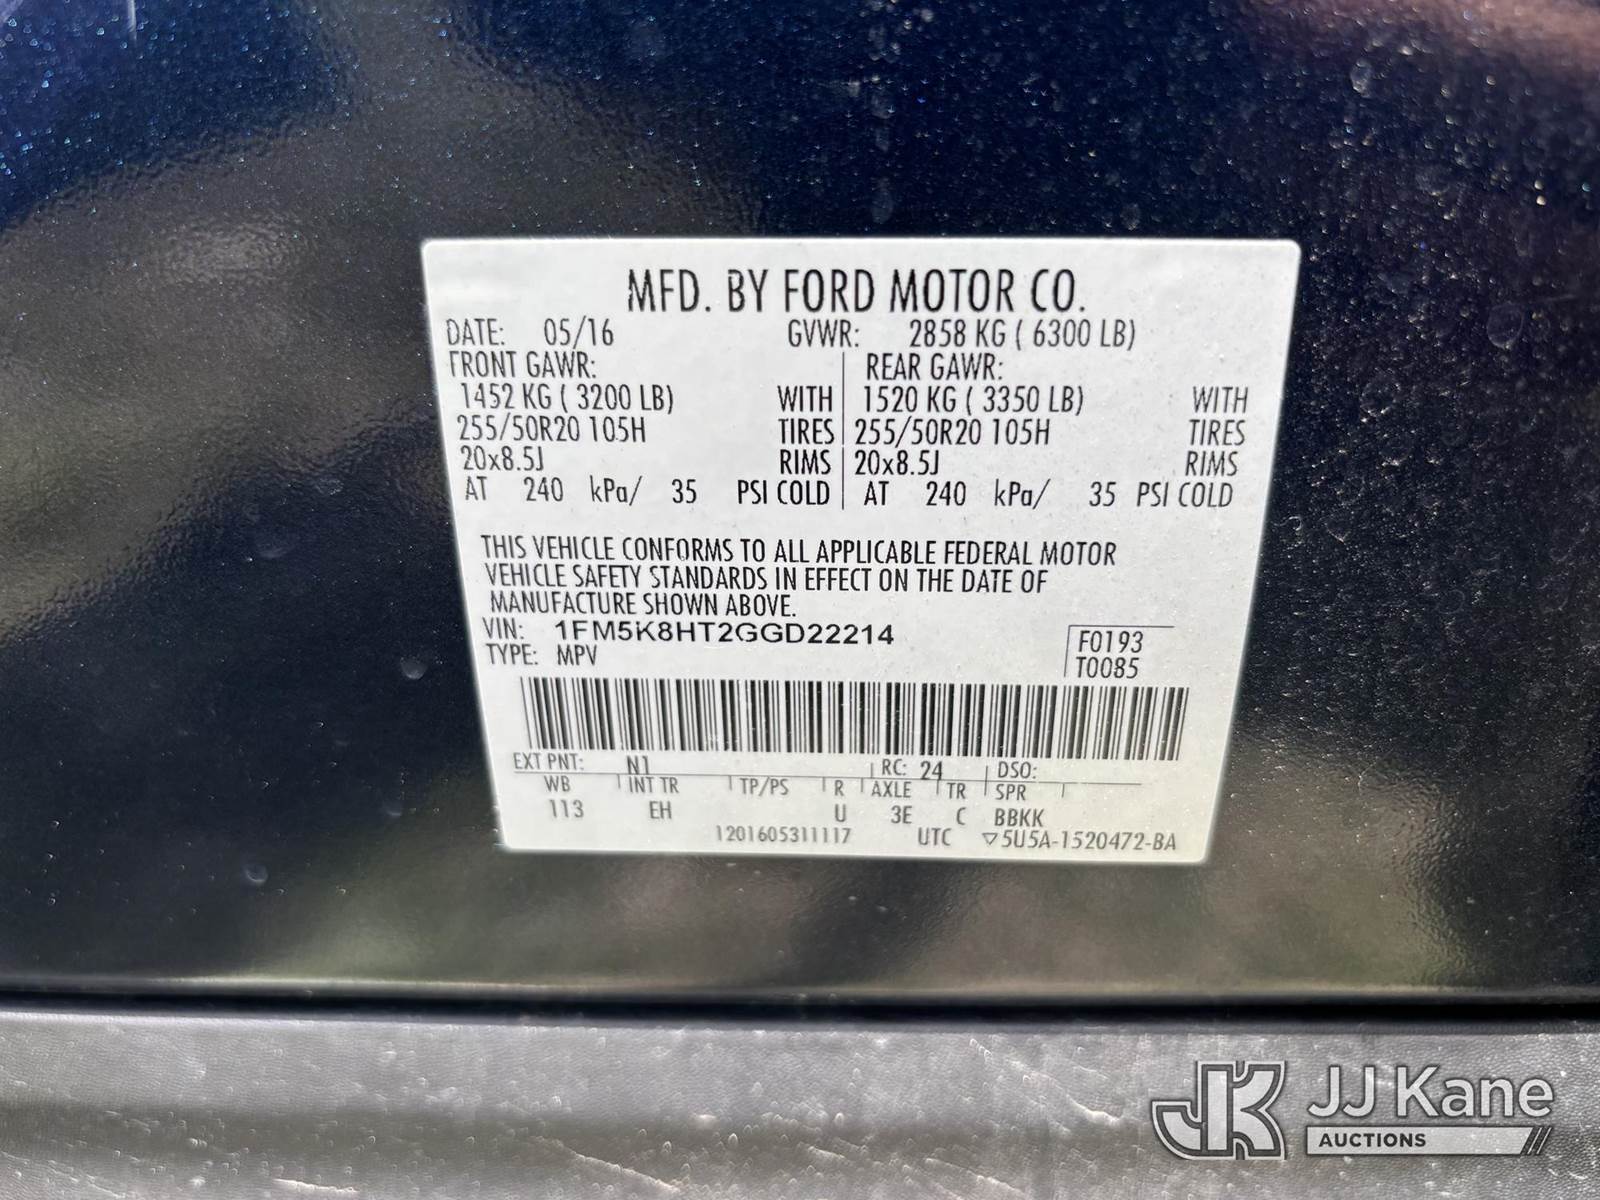 MFD. BY FORD MOTOR CO.
DATE: 05/16 GVWR: 2858 KG ( 6300 LB)
FRONT GAWR: REAR GAWR:
1452 KG ( 3200 LB) WITH 1520 KG ( 3350 LB) WITH
255/50R20 105H TIRES 255/50R20 105H TIRES
20x8.5J RIMS 20x8.5J RIMS
AT 240 kPa/ 35 PSI COLD AT 240 kPa/ 35 PSI COLD
THIS VEHICLE CONFORMS TO ALL APPLICABLE FEDERAL MOTOR
VEHICLE SAFETY STANDARDS IN EFFECT ON THE DATE OF
MANUFACTURE SHOWN ABOVE.
VIN: 1FM5K8HT2GGD22214 F0193
TYPE: MPV T0085
EXT PNT: N1 RC: 24 DSO:
WB INT TR TP/PS R AXLE TR SPR
113 EH U 3E C BBKK
1201605311117 UTC ▽5U5A-1520472-BA
JK JJ Kane
AUCTIONS